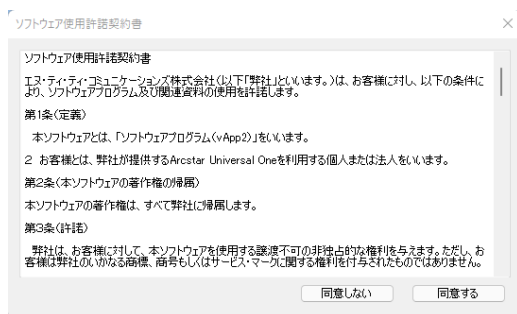 ソフトウェア使用許諾契約書
ソフトウェア使用許諾契約書
エヌ・ティ・ティ・コミュニケーションズ株式会社(以下「弊社」といいます。)は、お客様に対し、以下の条件に
より、ソフトウェアプログラム及び関連資料の使用を許諾します。
第1条(定義)
本ソフトウェアとは、「ソフトウェアプログラム(vApp2)」をいいます。
2 お客様とは、弊社が提供するArcstar Universal Oneを利用する個人または法人をいいます。
第2条(本ソフトウェアの著作権の帰属)
本ソフトウェアの著作権は、すべて弊社に帰属します。
第3条(許諾)
弊社は、お客様に対して、本ソフトウェアを使用する譲渡不可の非独占的な権利を与えます。ただし、お
客様は弊社のいかなる商標、商号もしくはサービス・マークに関する権利を付与されたものではありません。
同意しない 同意する